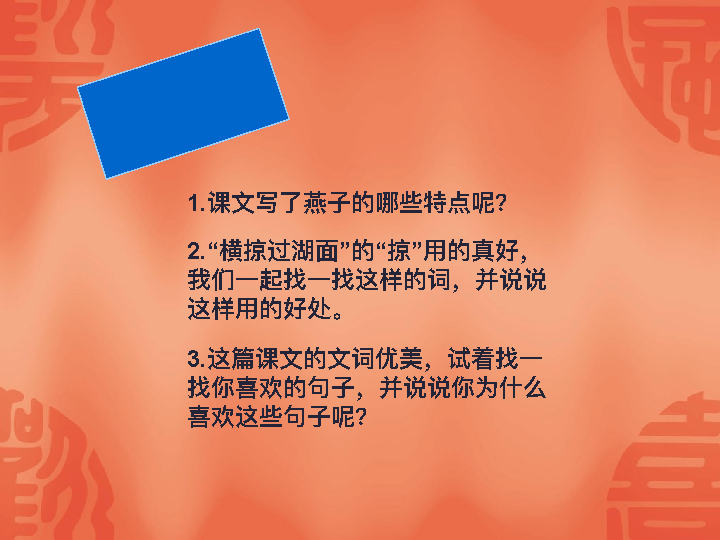 1.课文写了燕子的哪些特点呢?
2.“横掠过湖面”的“掠”用的真好，
我们一起找一找这样的词，并说说
这样用的好处。
3.这篇课文的文词优美，试着找一
找你喜欢的句子，并说说你为什么
喜欢这些句子呢?